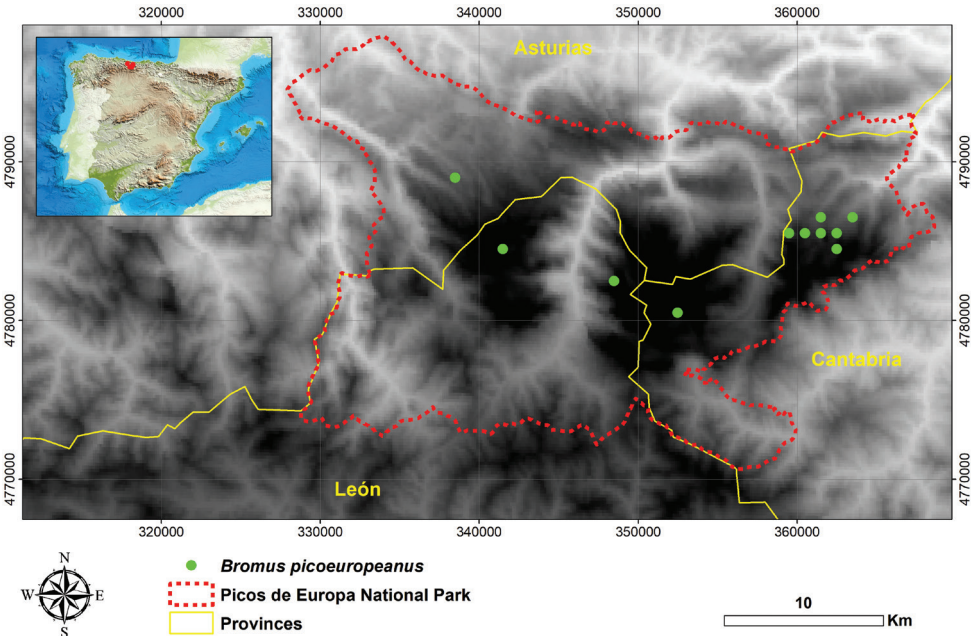 320000 330000 340000 350000 360000
Asturias
4790000 4790000
4780000 4780000
Cantabria
4770000 4770000
León
320000 330000 340000 350000 360000
N
W E
S
Bromus picoeuropeanus
Picos de Europa National Park
Provinces
10
Km